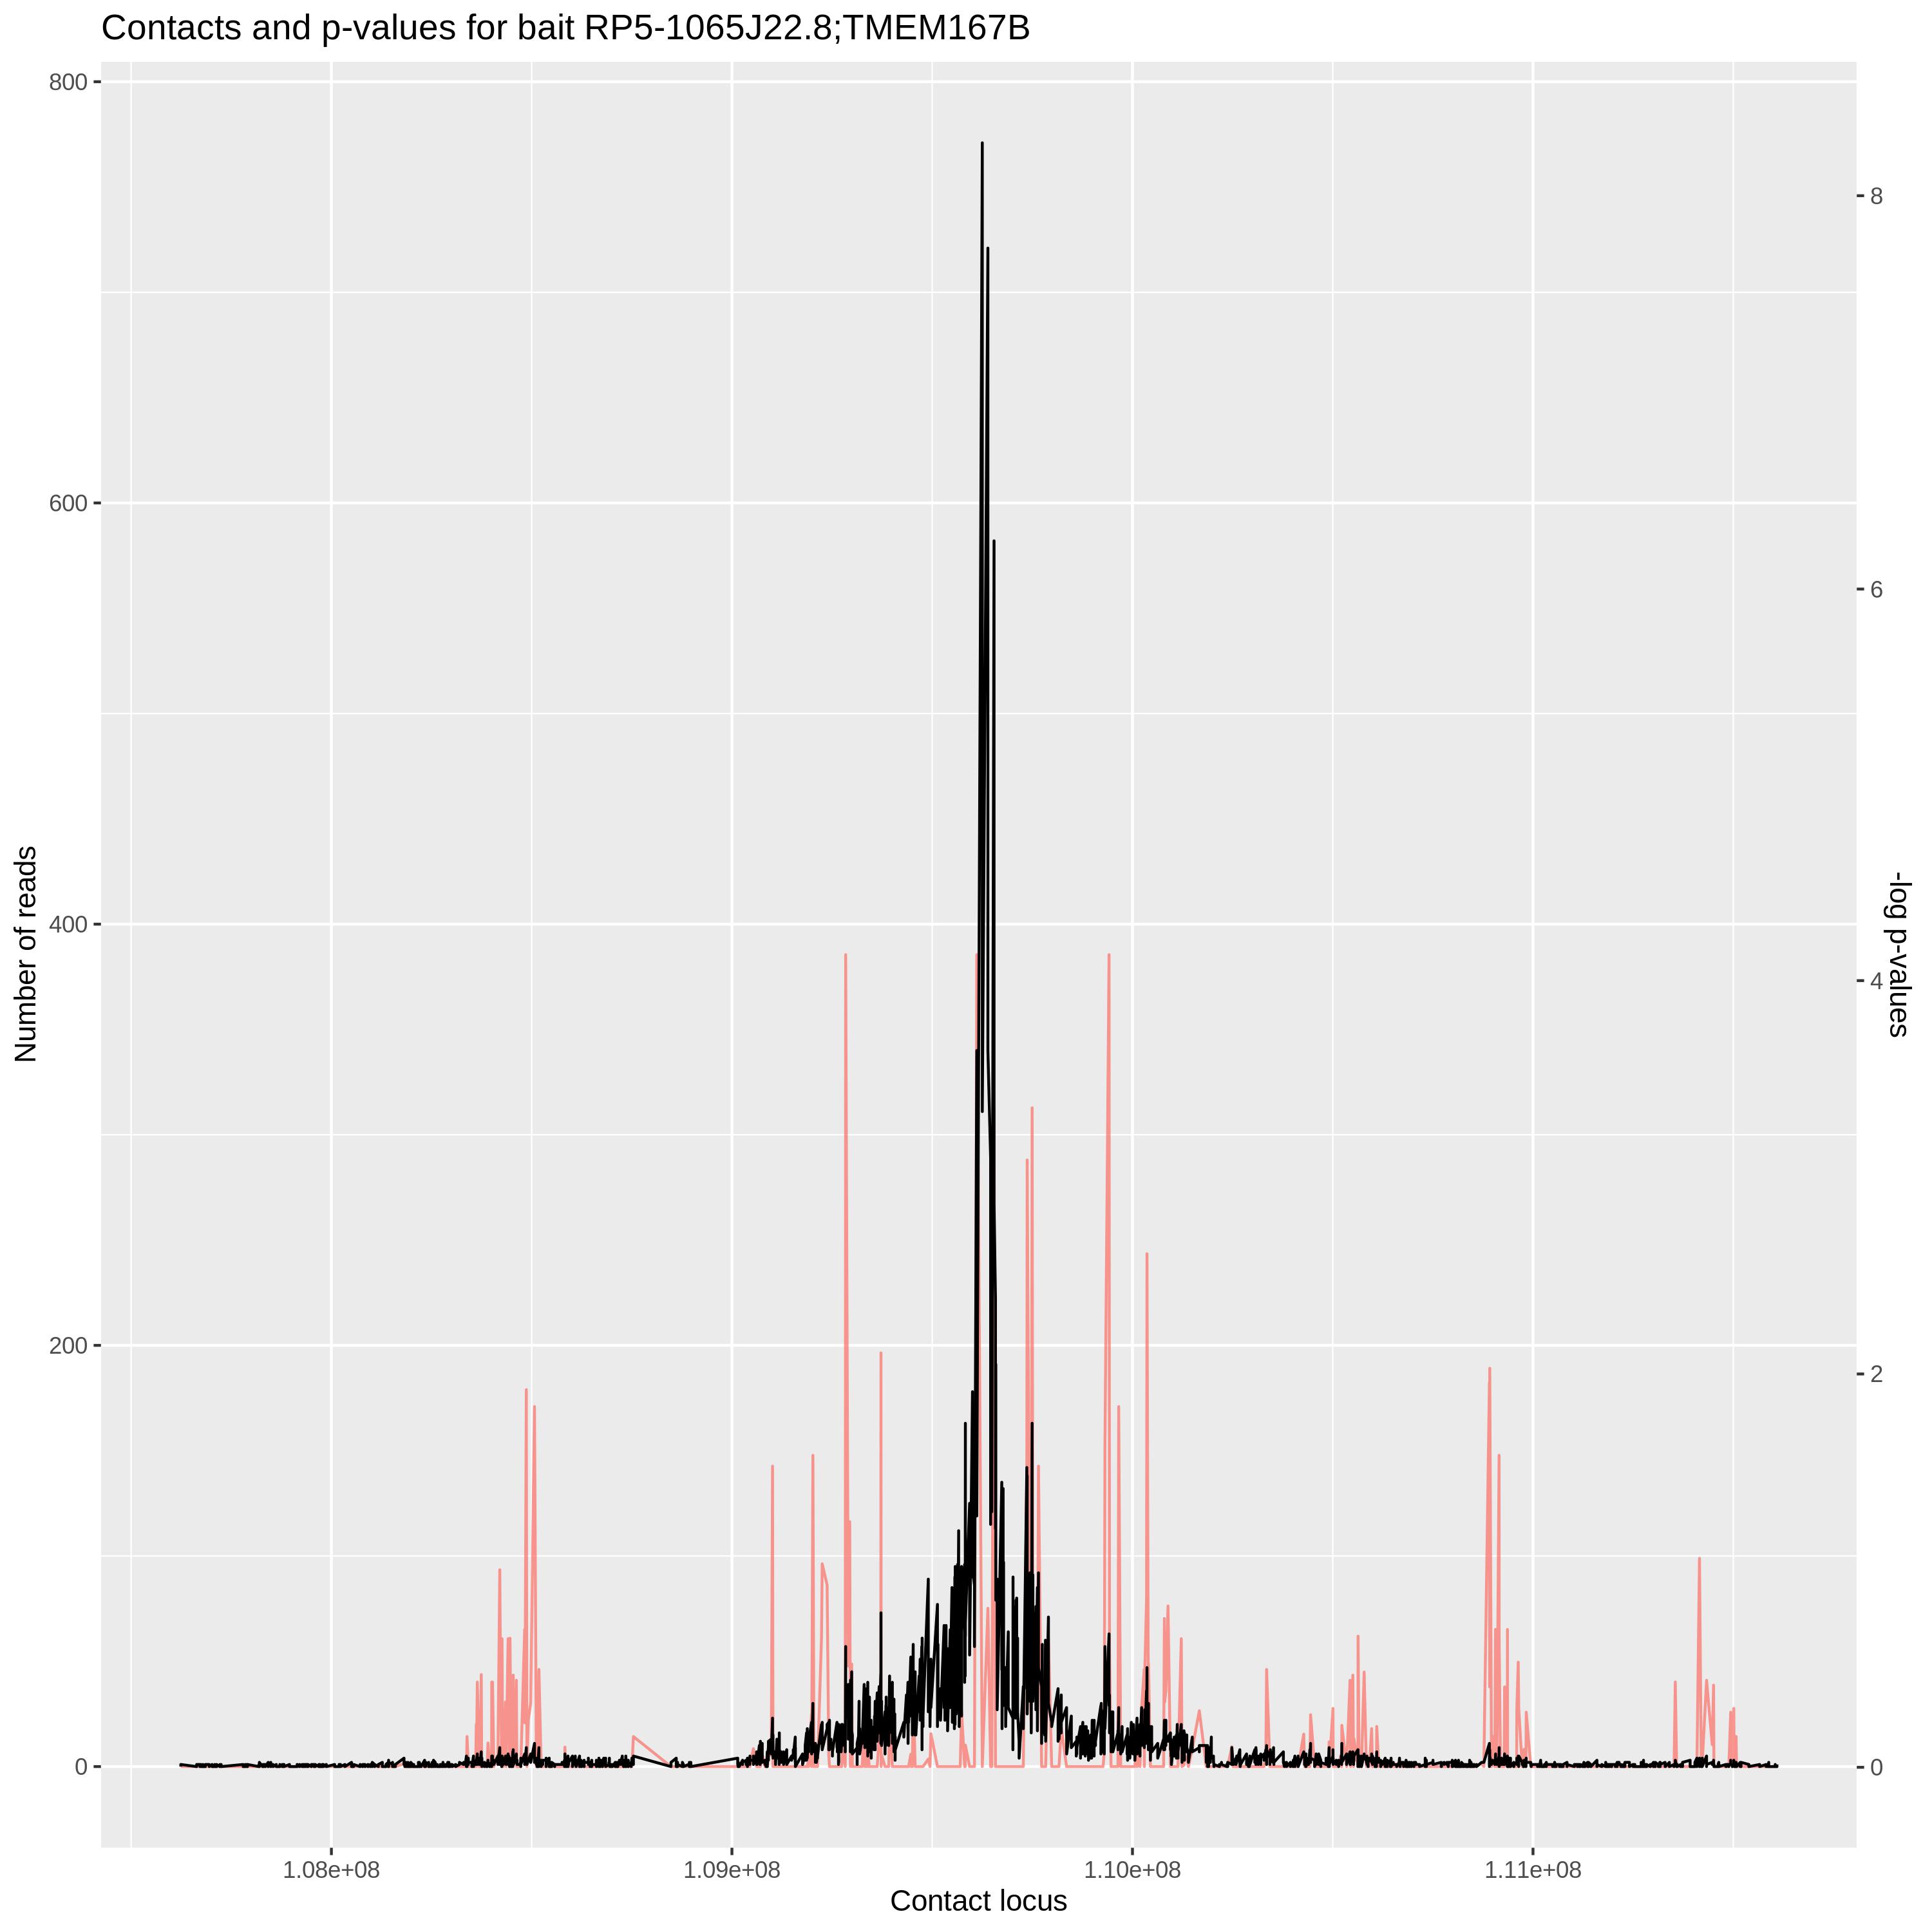 Contacts and p-values for bait RP5-1065J22.8;TMEM167B
800
600
400
200
0
Number of reads
8
6
4
2
0
-log p-values
1.08e+08 1.09e+08 1.10e+08 1.11e+08
Contact locus